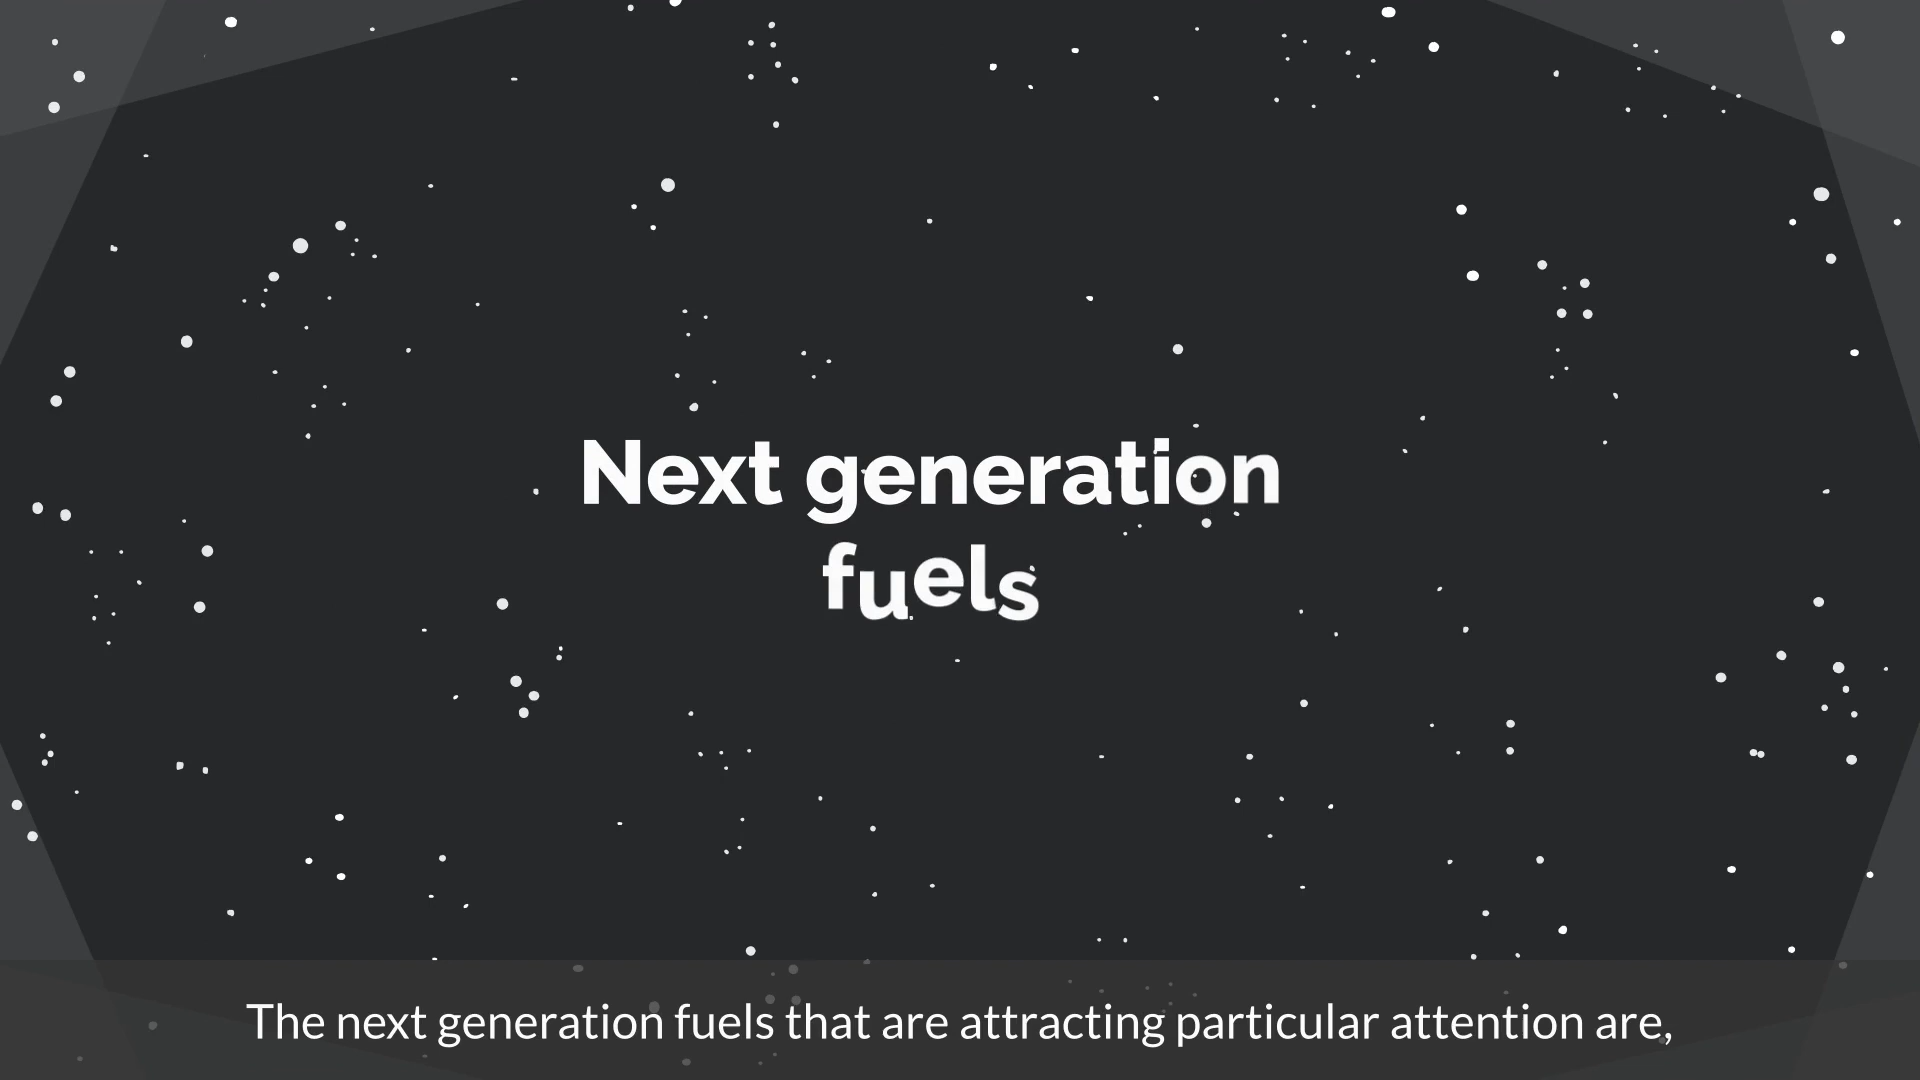 Next generation
fuels
The next generation fuels that are attracting particular attention are,